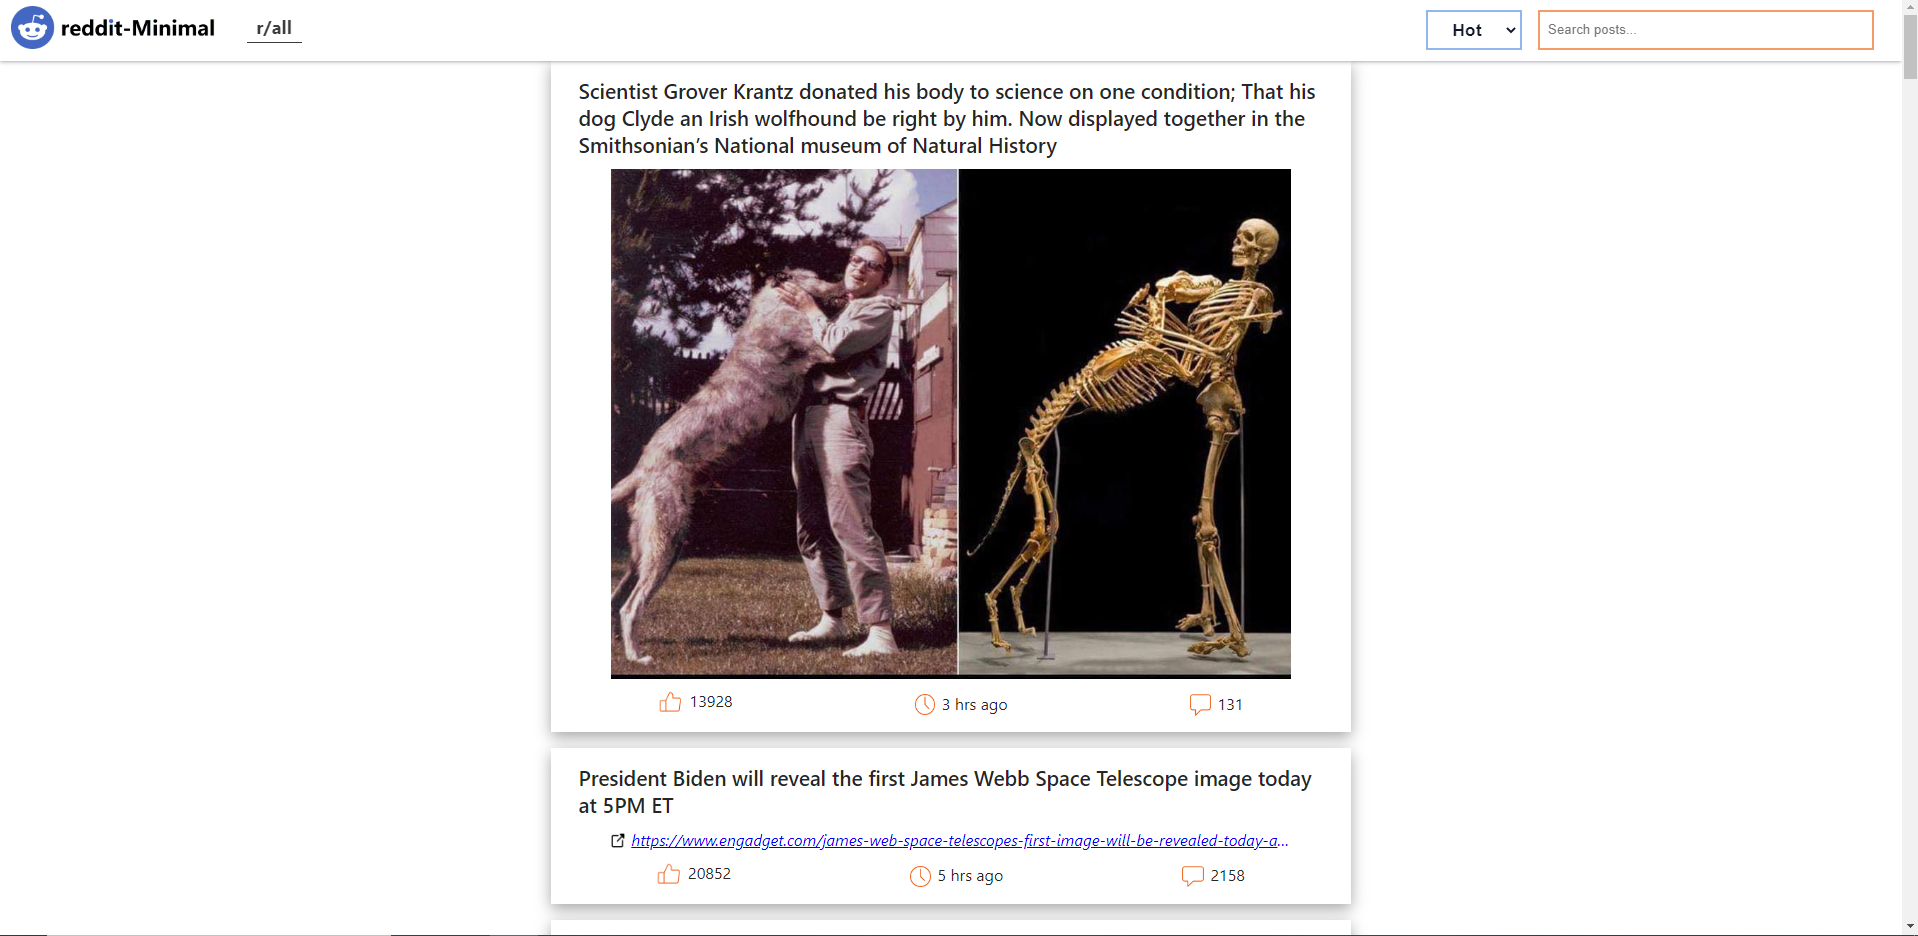 reddit-Minimal
r/all
Hot
Search posts...
Scientist Grover Krantz donated his body to science on one condition; That his
dog Clyde an Irish wolfhound be right by him. Now displayed together in the
Smithsonian’s National museum of Natural History
13928
3 hrs ago
131
President Biden will reveal the first James Webb Space Telescope image today
at 5PM ET
https://www.engadget.com/james-web-space-telescopes-first-image-will-be-revealed-today-a...
20852
5 hrs ago
2158